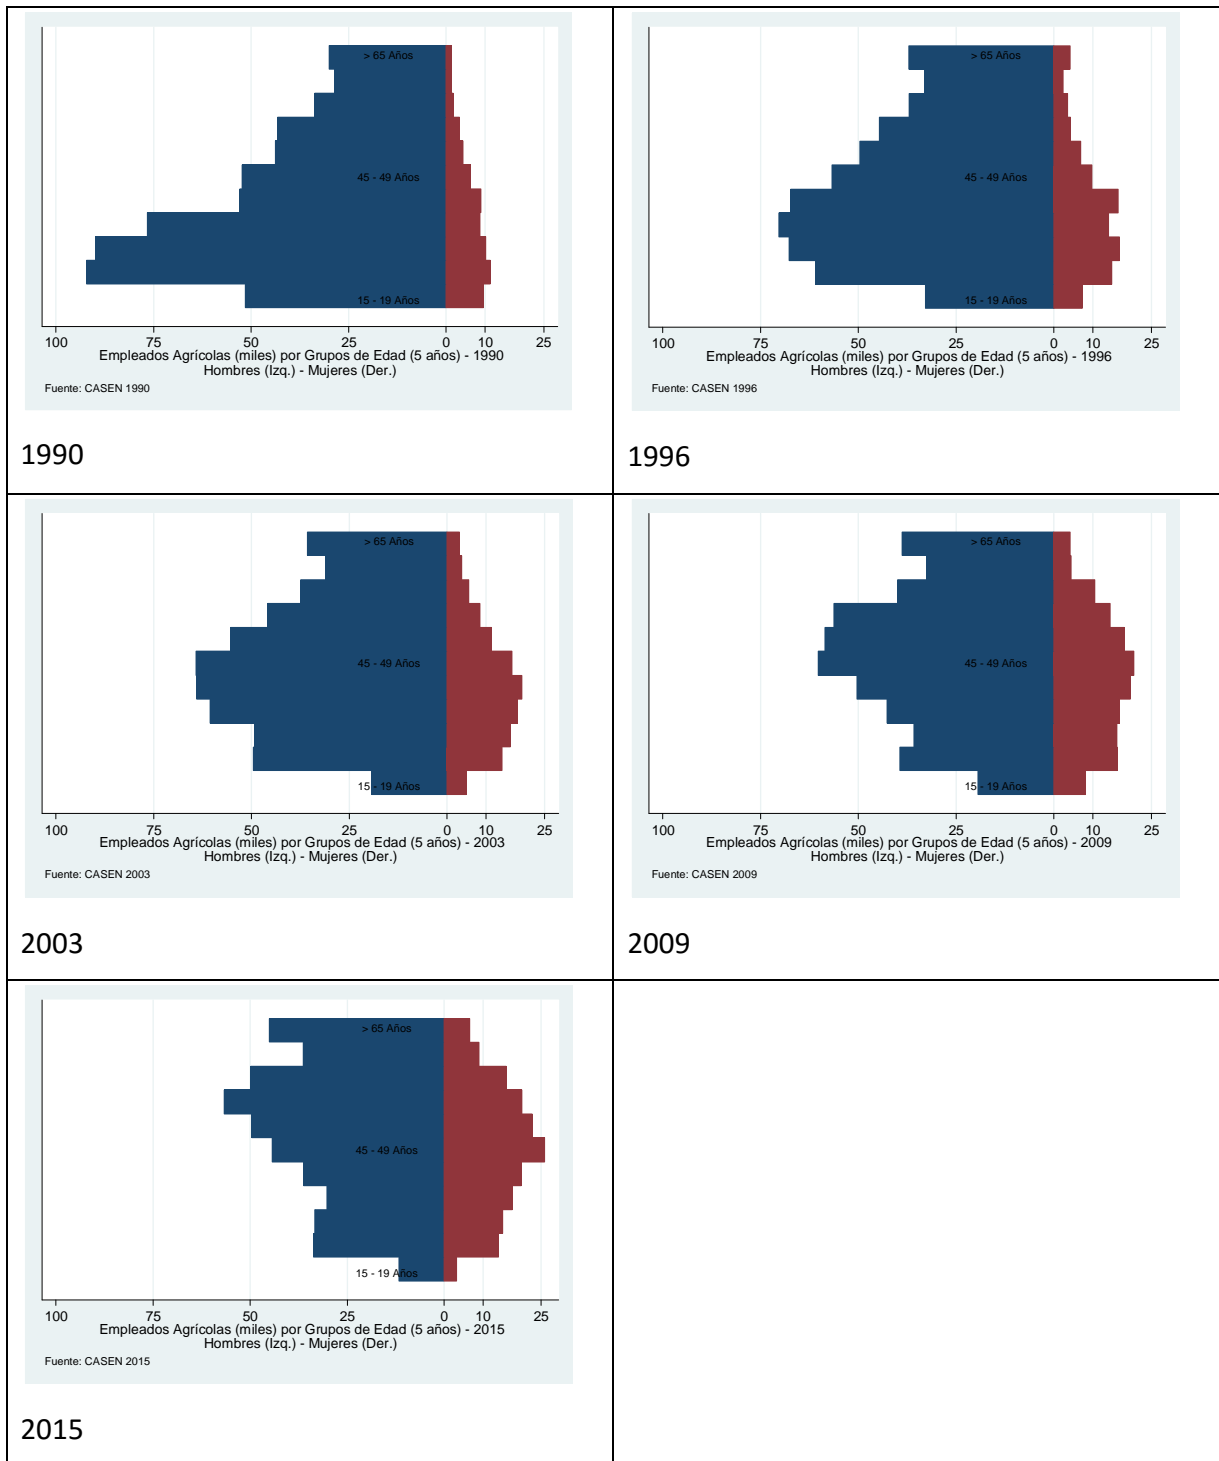 > 65 Años
45 - 49 Años
15 - 19 Años
100 75 50 25 0 10 25
Empleados Agrícolas (miles) por Grupos de Edad (5 años) - 1990
Hombres (Izq.) - Mujeres (Der.)
Fuente: CASEN 1990
1990
> 65 Años
45 - 49 Años
15 - 19 Años
100 75 50 25 0 10 25
Empleados Agrícolas (miles) por Grupos de Edad (5 años) - 1996
Hombres (Izq.) - Mujeres (Der.)
Fuente: CASEN 1996
1996
> 65 Años
45 - 49 Años
15 - 19 Años
100 75 50 25 0 10 25
Empleados Agrícolas (miles) por Grupos de Edad (5 años) - 2003
Hombres (Izq.) - Mujeres (Der.)
Fuente: CASEN 2003
2003
> 65 Años
45 - 49 Años
15 - 19 Años
100 75 50 25 0 10 25
Empleados Agrícolas (miles) por Grupos de Edad (5 años) - 2009
Hombres (Izq.) - Mujeres (Der.)
Fuente: CASEN 2009
2009
> 65 Años
45 - 49 Años
15 - 19 Años
100 75 50 25 0 10 25
Empleados Agrícolas (miles) por Grupos de Edad (5 años) - 2015
Hombres (Izq.) - Mujeres (Der.)
Fuente: CASEN 2015
2015